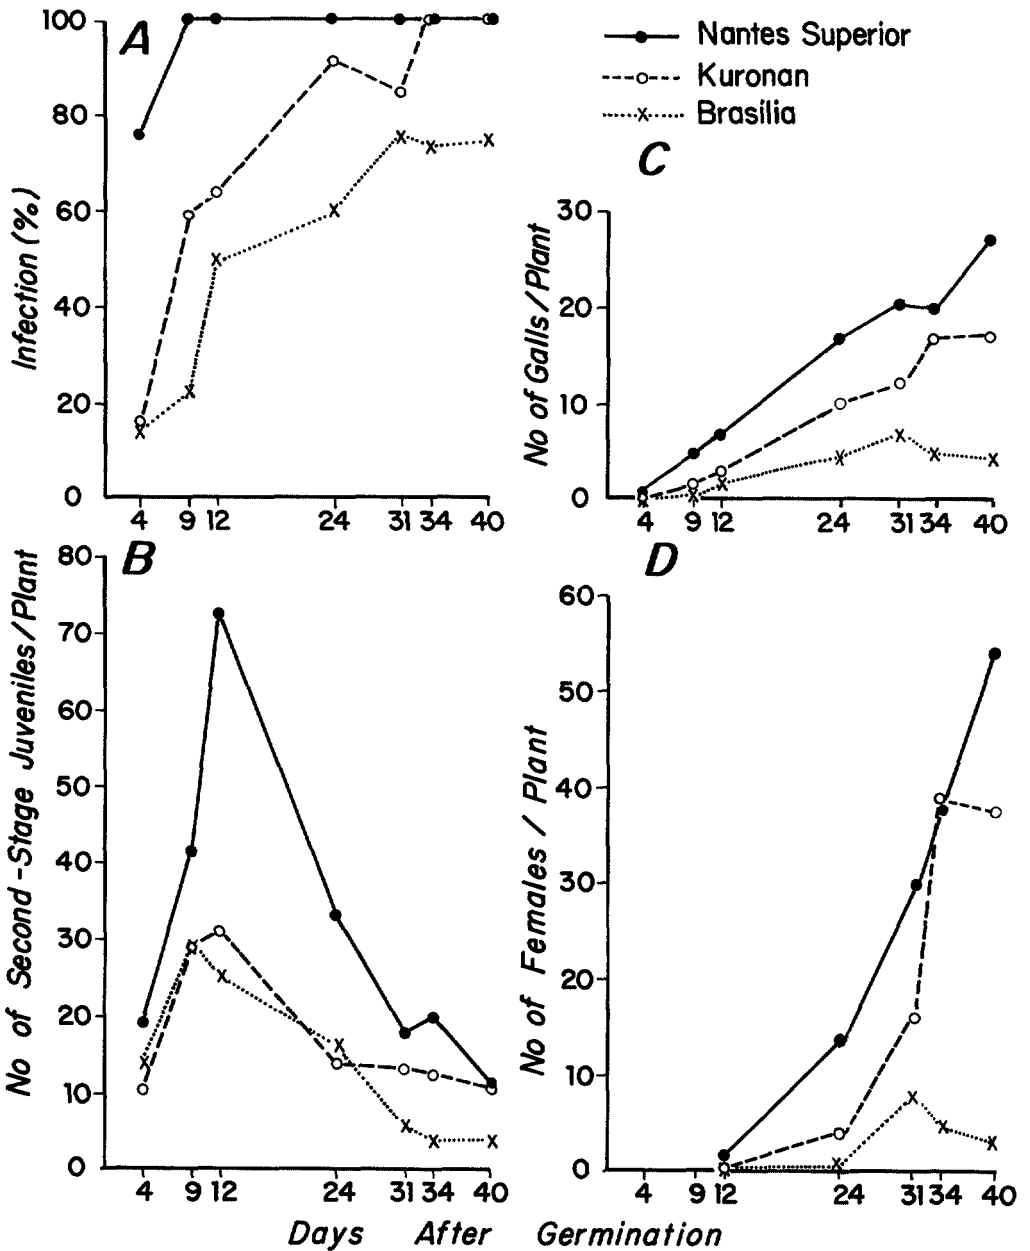 A
Nantes Superior
Kuronan
Brasília
Infection (%)
100
80
60
40
20
0
4 9 12 24 31 34 40
C
No of Galls / Plant
30
20
10
0
4 9 12 24 31 34 40
B
No of Second-Stage Juveniles / Plant
80
70
60
50
40
30
20
10
0
4 9 12 24 31 34 40
D
No of Females / Plant
60
50
40
30
20
10
0
4 9 12 24 31 34 40
Days After Germination